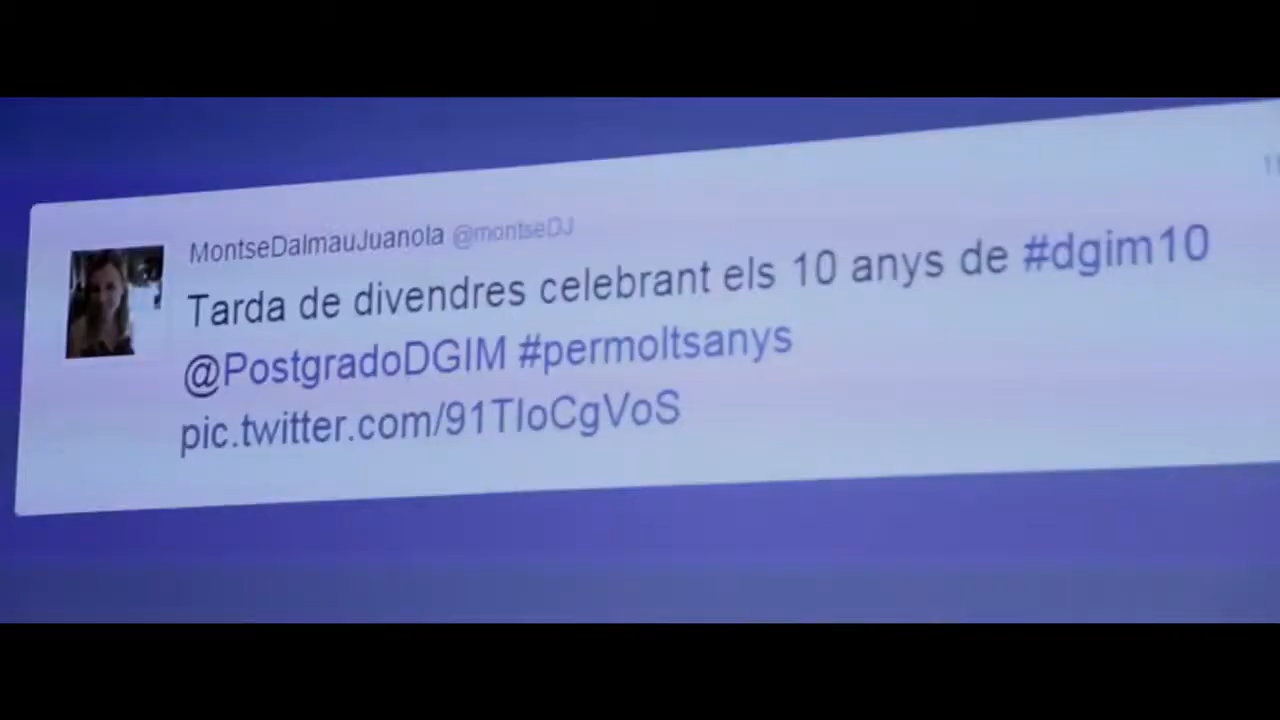 MontseDalmauJuanola @montseDJ
Tarda de divendres celebrant els 10 anys de #dgim10
@PostgradoDGIM #permoltsanys
pic.twitter.com/91TIoCgVoS